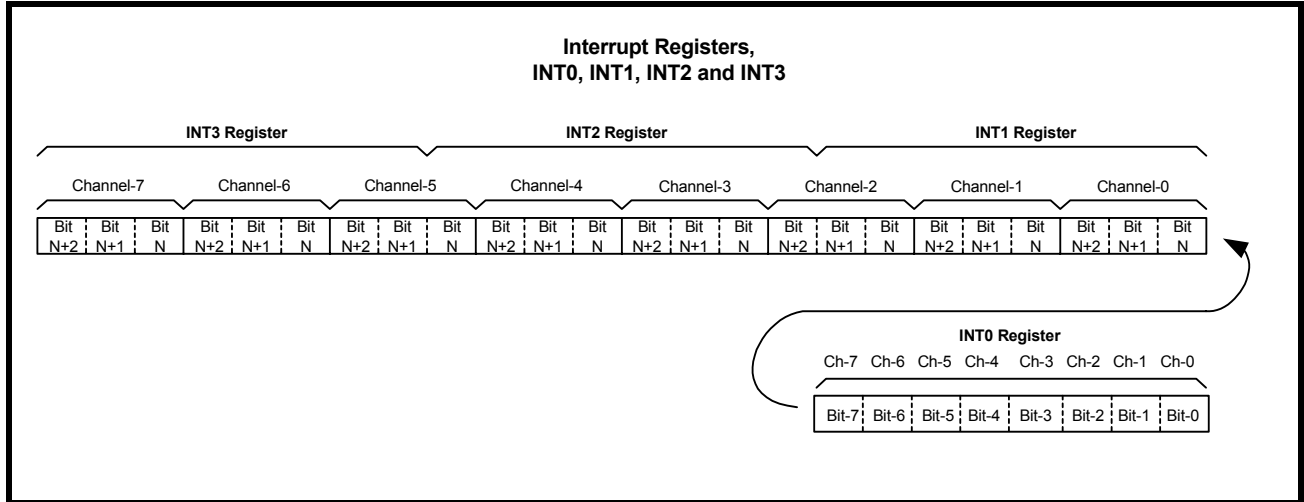 Interrupt Registers,
INT0, INT1, INT2 and INT3
INT3 Register INT2 Register INT1 Register
Channel-7 Channel-6 Channel-5 Channel-4 Channel-3 Channel-2 Channel-1 Channel-0
Bit Bit Bit Bit Bit Bit Bit Bit Bit Bit Bit Bit Bit Bit Bit Bit Bit Bit Bit Bit Bit Bit Bit Bit
N+2 N+1 N N+2 N+1 N N+2 N+1 N N+2 N+1 N N+2 N+1 N N+2 N+1 N N+2 N+1 N N+2 N+1 N
INT0 Register
Ch-7 Ch-6 Ch-5 Ch-4 Ch-3 Ch-2 Ch-1 Ch-0
Bit-7 Bit-6 Bit-5 Bit-4 Bit-3 Bit-2 Bit-1 Bit-0